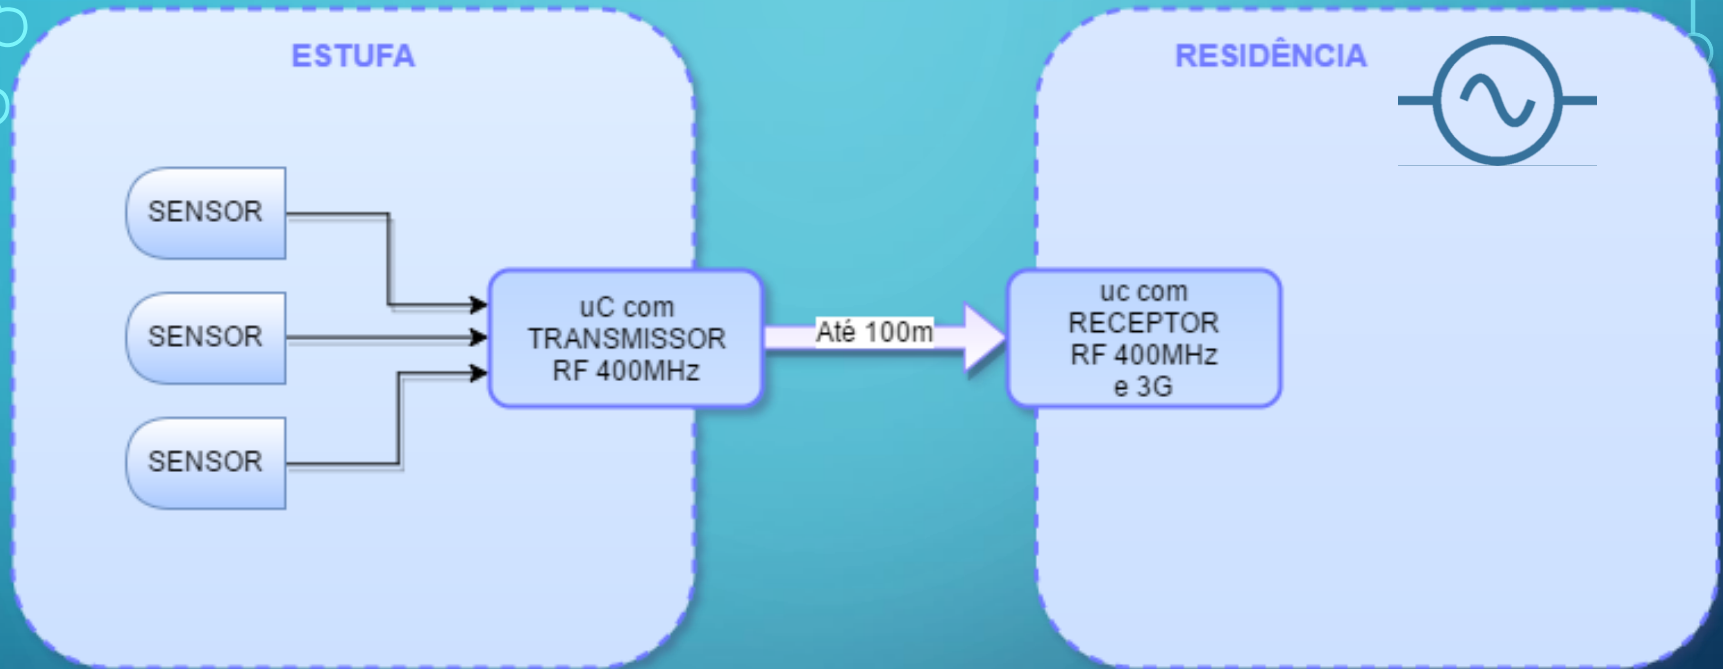 ESTUFA
SENSOR
SENSOR
SENSOR
uC com
TRANSMISSOR
RF 400MHz
Até 100m
RESIDÊNCIA
uc com
RECEPTOR
RF 400MHz
e 3G